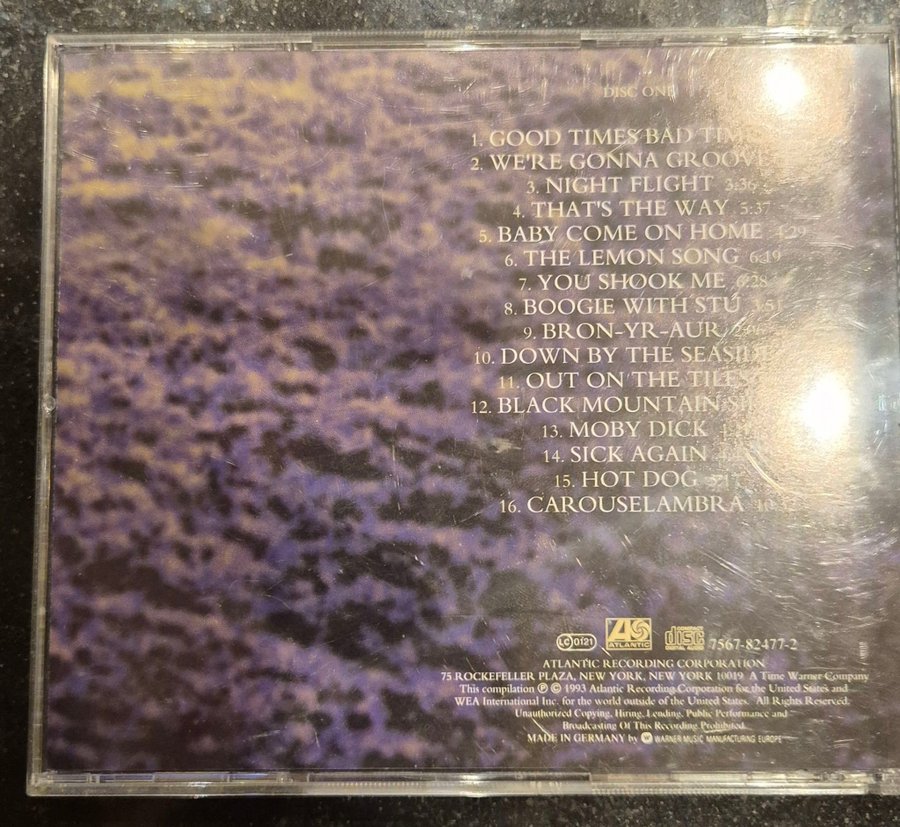 DISC ONE
1. GOOD TIMES BAD
2. WE'RE GONNA GROOVE
3. NIGHT FLIGHT 3:36
4. THAT'S THE WAY 5:37
5. BABY COME ON HOME 4:29
6. THE LEMON SONG 6:19
7. YOU SHOOK ME 6:28
8. BOOGIE WITH STU 3:51
9. BRON-YR-AUR 2:06
10. DOWN BY THE SEASIDE
11. OUT ON THE TILES
12. BLACK MOUNTAIN
13. MOBY DICK
14. SICK AGAIN
15. HOT DOG 3:17
16. CAROUSELAMBRA 10:32
LC 0121 ATLANTIC COMPACT disc DIGITAL AUDIO 7567-82477-2
ATLANTIC RECORDING CORPORATION
75 ROCKEFELLER PLAZA, NEW YORK, NEW YORK 10019 A Time Warner Company
This compilation ℗ © 1993 Atlantic Recording Corporation for the United States and
WEA International Inc. for the world outside of the United States. All Rights Reserved.
Unauthorized Copying, Hiring, Lending, Public Performance and
Broadcasting Of This Recording Prohibited.
MADE IN GERMANY by WARNER MUSIC MANUFACTURING EUROPE